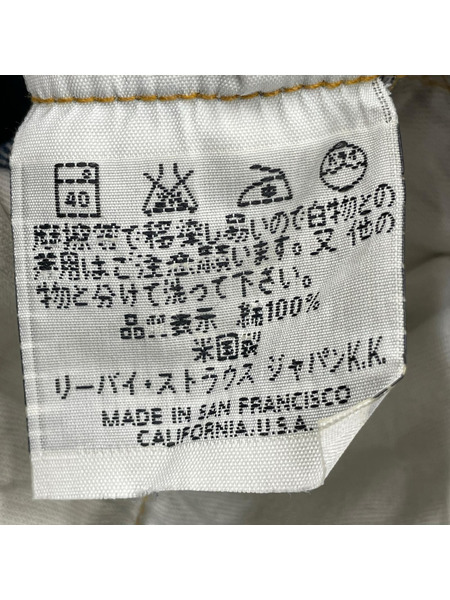 40 ドライ
摩擦等で移染し易いので白物との
着用はご注意願います。又 他の
物と分けて洗って下さい。
品質表示 綿100%
米国製
リーバイ・ストラウス ジャパンK.K.
MADE IN SAN FRANCISCO
CALIFORNIA. U.S.A.